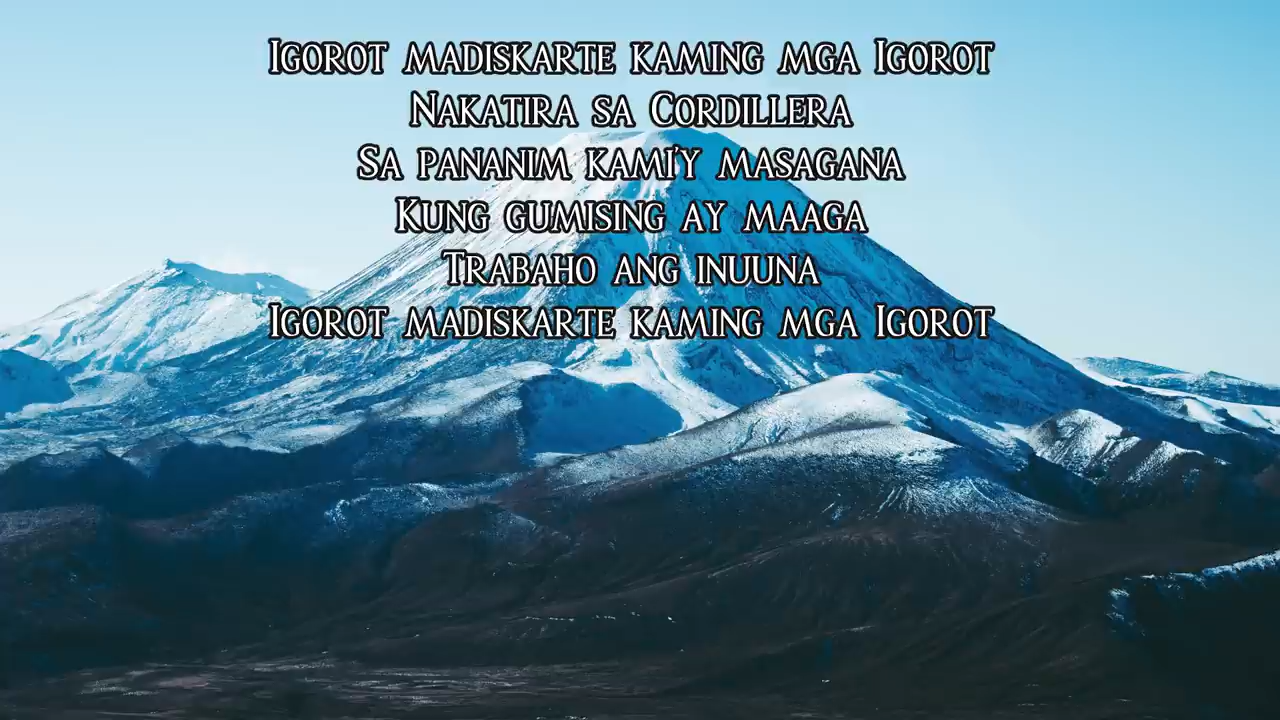 Igorot madiskarte kaming mga Igorot
Nakatira sa Cordillera
Sa pananim kami'y masagana
Kung gumising ay maaga
Trabaho ang inuuna
Igorot madiskarte kaming mga Igorot